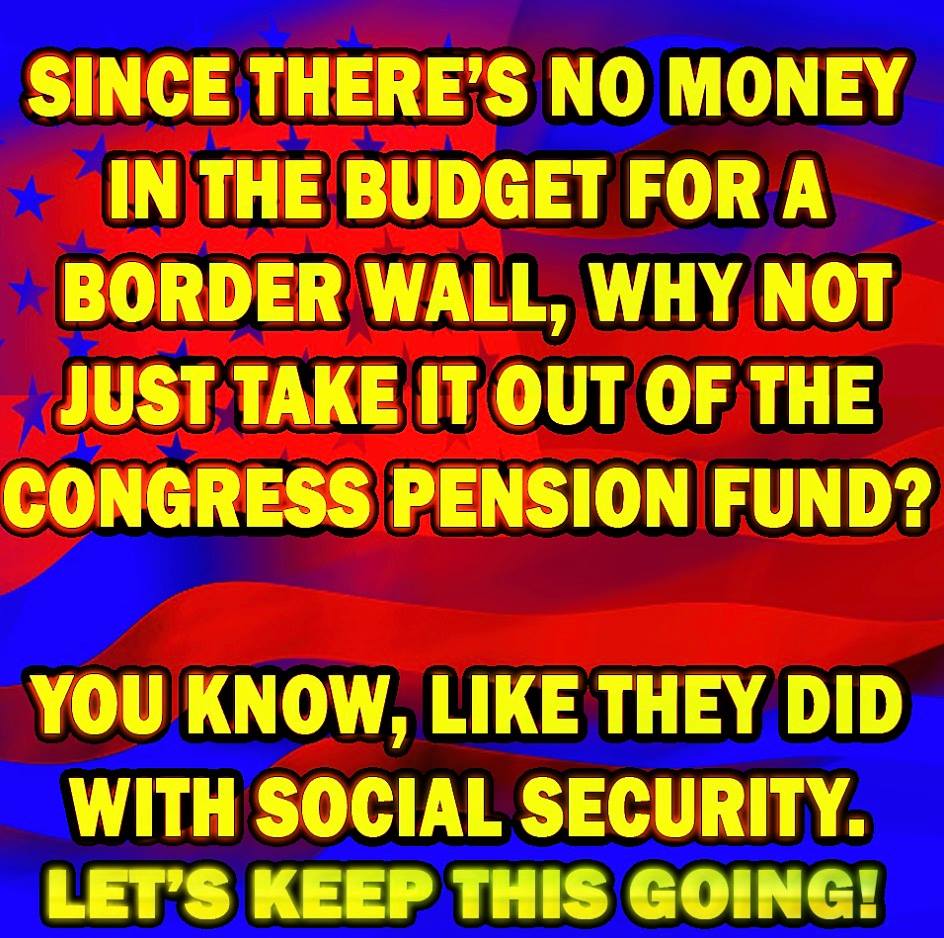 SINCE THERE'S NO MONEY
IN THE BUDGET FOR A
BORDER WALL, WHY NOT
JUST TAKE IT OUT OF THE
CONGRESS PENSION FUND?
YOU KNOW, LIKE THEY DID
WITH SOCIAL SECURITY.
LET'S KEEP THIS GOING!